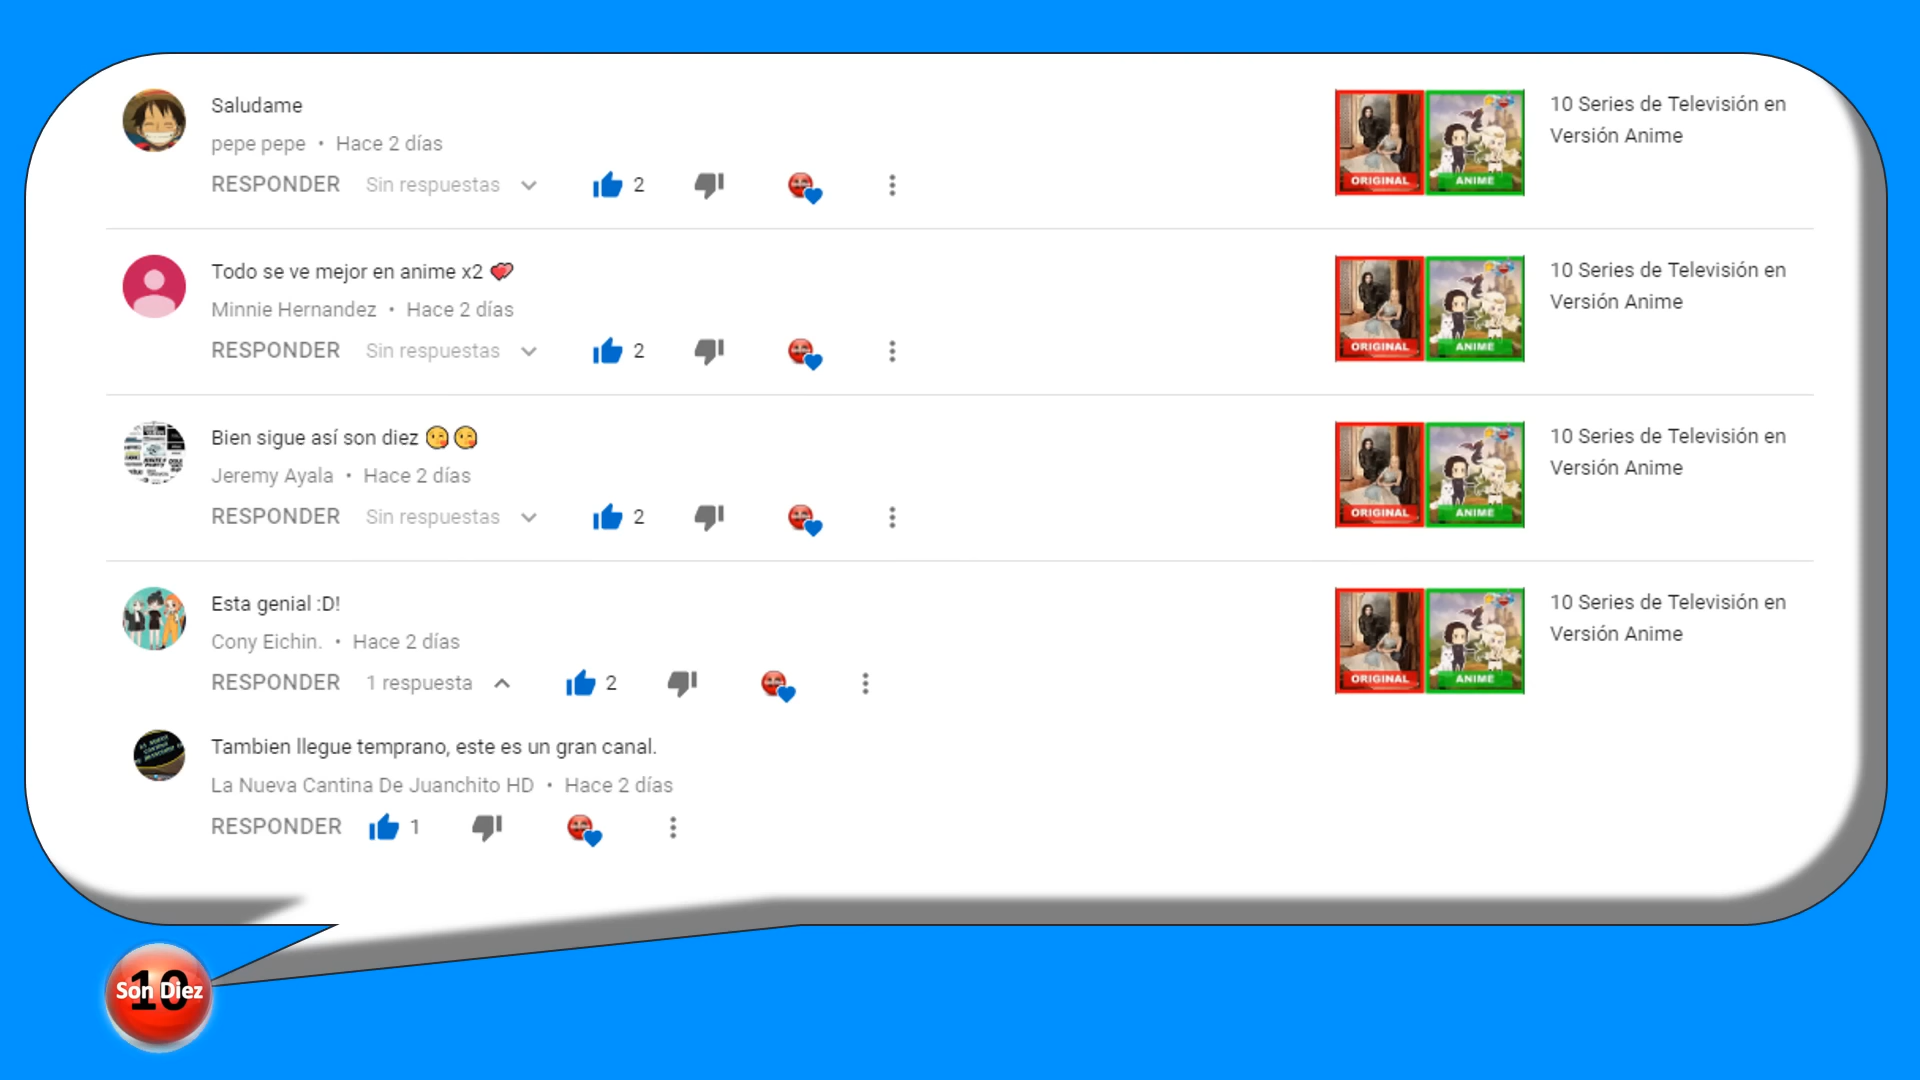 Saludame
pepe pepe • Hace 2 días
RESPONDER Sin respuestas 2
ORIGINAL ANIME
10 Series de Televisión en
Versión Anime
Todo se ve mejor en anime x2 💕
Minnie Hernandez • Hace 2 días
RESPONDER Sin respuestas 2
ORIGINAL ANIME
10 Series de Televisión en
Versión Anime
Bien sigue así son diez 😘😘
Jeremy Ayala • Hace 2 días
RESPONDER Sin respuestas 2
ORIGINAL ANIME
10 Series de Televisión en
Versión Anime
Esta genial :D!
Cony Eichin. • Hace 2 días
RESPONDER 1 respuesta 2
ORIGINAL ANIME
10 Series de Televisión en
Versión Anime
Tambien llegue temprano, este es un gran canal.
La Nueva Cantina De Juanchito HD • Hace 2 días
RESPONDER 1
10
Son Diez